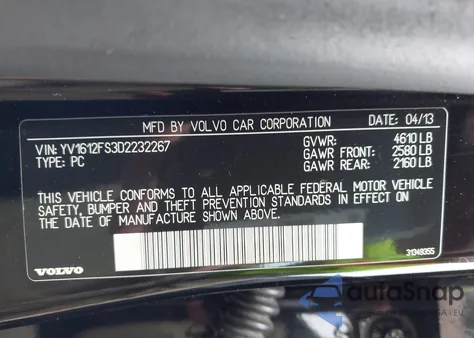 MFD BY VOLVO CAR CORPORATION DATE: 04/13
VIN: YV1612FS3D2232267 GVWR: 4610 LB
TYPE: PC GAWR FRONT: 2580 LB
GAWR REAR: 2160 LB
THIS VEHICLE CONFORMS TO ALL APPLICABLE FEDERAL MOTOR VEHICLE
SAFETY, BUMPER AND THEFT PREVENTION STANDARDS IN EFFECT ON
THE DATE OF MANUFACTURE SHOWN ABOVE.
VOLVO 31349355
autoSnap